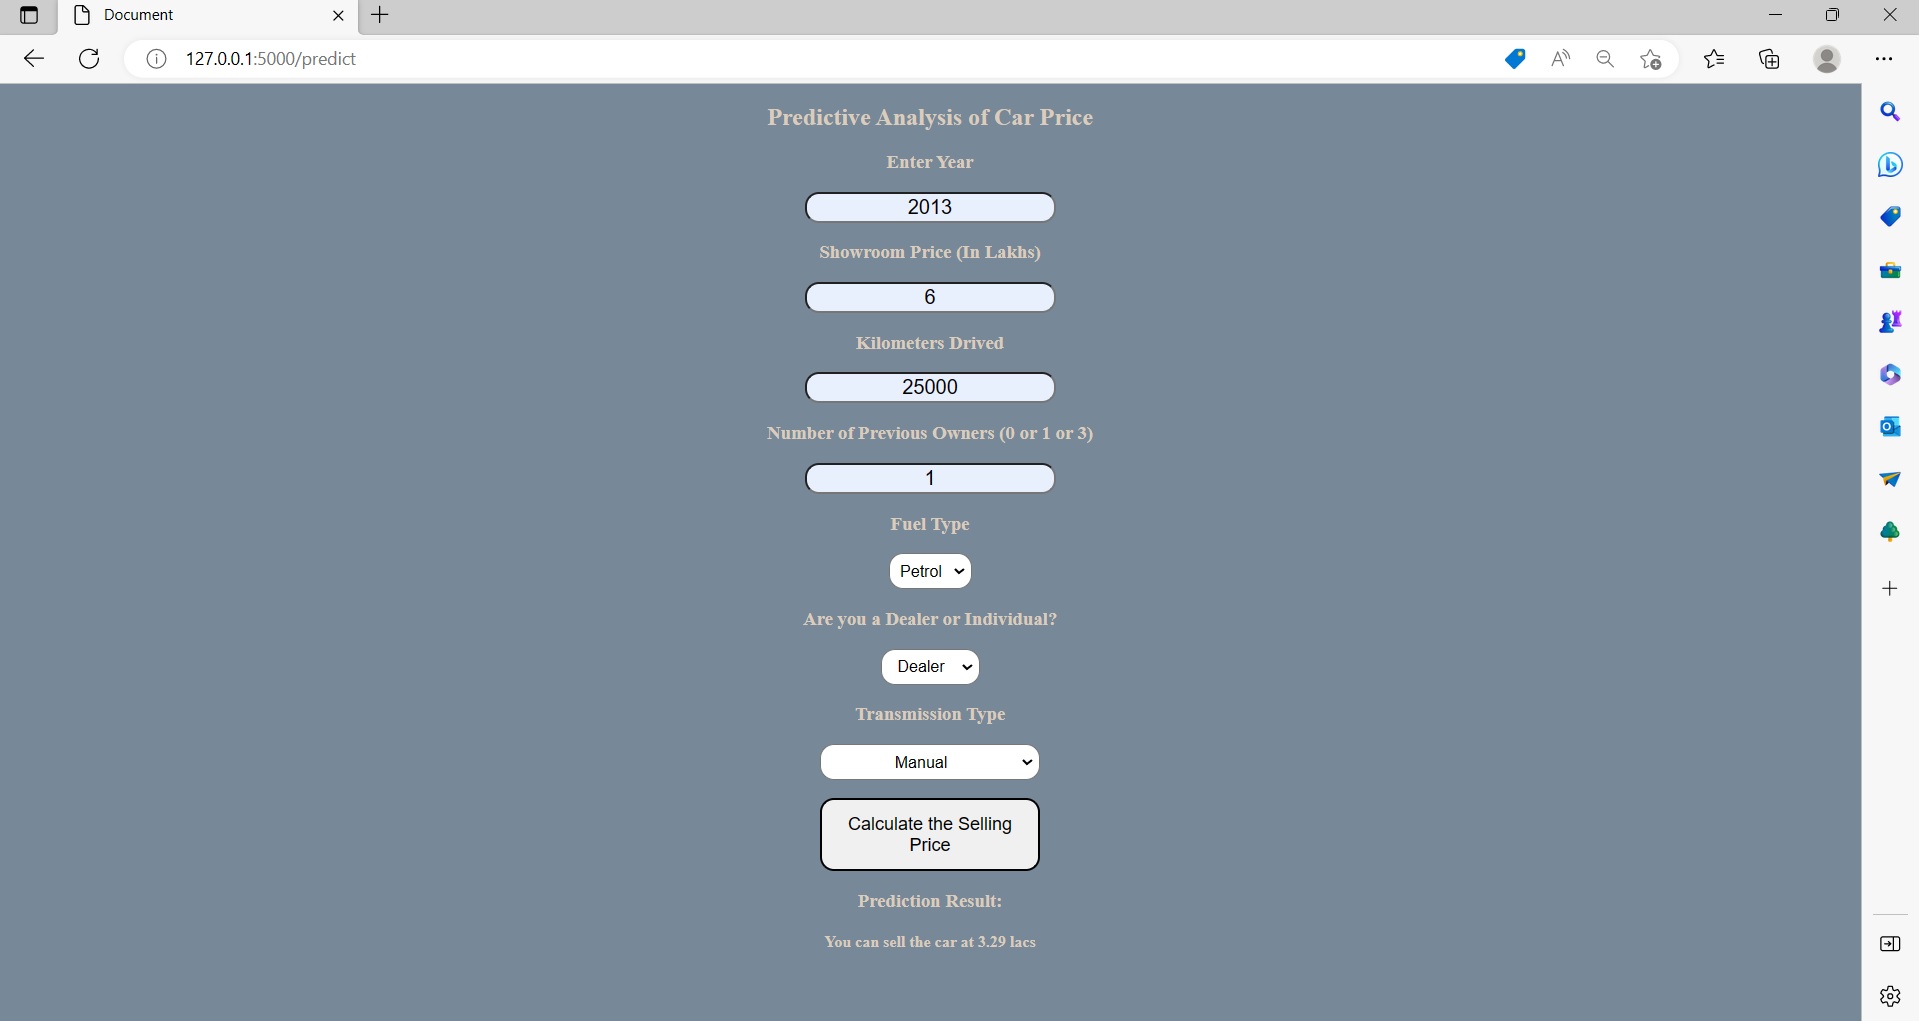 Document
127.0.0.1:5000/predict
Predictive Analysis of Car Price
Enter Year
2013
Showroom Price (In Lakhs)
6
Kilometers Drived
25000
Number of Previous Owners (0 or 1 or 3)
1
Fuel Type
Petrol
Are you a Dealer or Individual?
Dealer
Transmission Type
Manual
Calculate the Selling
Price
Prediction Result:
You can sell the car at 3.29 lacs